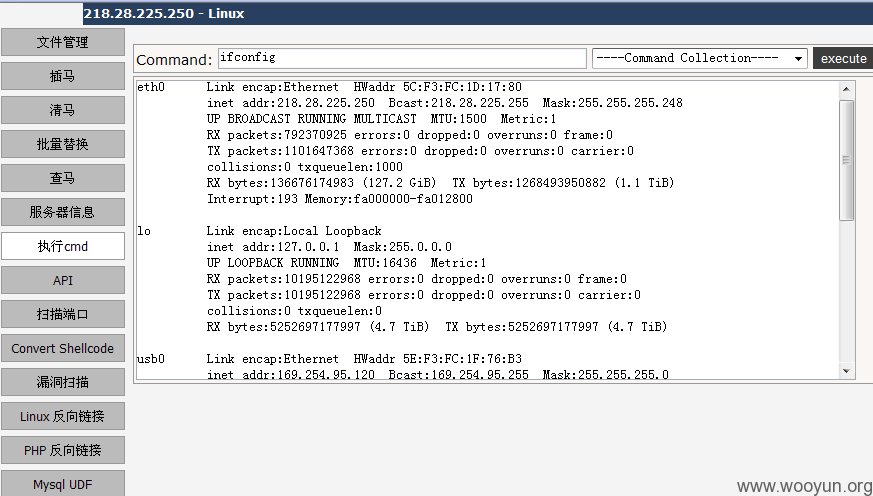 218.28.225.250 - Linux
文件管理
插马
清马
批量替换
查马
服务器信息
执行cmd
API
扫描端口
Convert Shellcode
漏洞扫描
Linux 反向链接
PHP 反向链接
Mysql UDF
Command: ifconfig ----Command Collection---- execute
eth0 Link encap:Ethernet HWaddr 5C:F3:FC:1D:17:80
inet addr:218.28.225.250 Bcast:218.28.225.255 Mask:255.255.255.248
UP BROADCAST RUNNING MULTICAST MTU:1500 Metric:1
RX packets:792370925 errors:0 dropped:0 overruns:0 frame:0
TX packets:1101647368 errors:0 dropped:0 overruns:0 carrier:0
collisions:0 txqueuelen:1000
RX bytes:136676174983 (127.2 GiB) TX bytes:1268493950882 (1.1 TiB)
Interrupt:193 Memory:fa000000-fa012800
lo Link encap:Local Loopback
inet addr:127.0.0.1 Mask:255.0.0.0
UP LOOPBACK RUNNING MTU:16436 Metric:1
RX packets:10195122968 errors:0 dropped:0 overruns:0 frame:0
TX packets:10195122968 errors:0 dropped:0 overruns:0 carrier:0
collisions:0 txqueuelen:0
RX bytes:5252697177997 (4.7 TiB) TX bytes:5252697177997 (4.7 TiB)
usb0 Link encap:Ethernet HWaddr 5E:F3:FC:1F:76:B3
inet addr:169.254.95.120 Bcast:169.254.95.255 Mask:255.255.255.0
www.wooyun.org